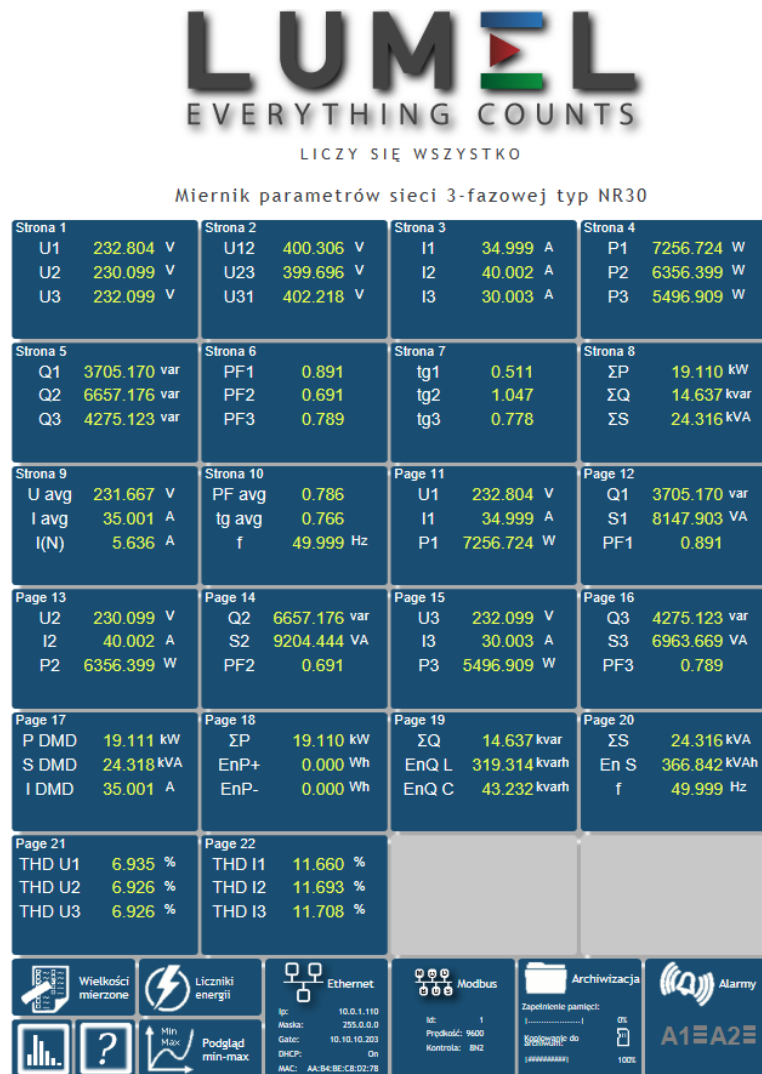 LUMEL
EVERYTHING COUNTS
LICZY SIĘ WSZYSTKO
Miernik parametrów sieci 3-fazowej typ NR30
Strona 1
U1 232.804 V
U2 230.099 V
U3 232.099 V
Strona 2
U12 400.306 V
U23 399.696 V
U31 402.218 V
Strona 3
I1 34.999 A
I2 40.002 A
I3 30.003 A
Strona 4
P1 7256.724 W
P2 6356.399 W
P3 5496.909 W
Strona 5
Q1 3705.170 var
Q2 6657.176 var
Q3 4275.123 var
Strona 6
PF1 0.891
PF2 0.691
PF3 0.789
Strona 7
tg1 0.511
tg2 1.047
tg3 0.778
Strona 8
ΣP 19.110 kW
ΣQ 14.637 kvar
ΣS 24.316 kVA
Strona 9
U avg 231.667 V
I avg 35.001 A
I(N) 5.636 A
Strona 10
PF avg 0.786
tg avg 0.766
f 49.999 Hz
Page 11
U1 232.804 V
I1 34.999 A
P1 7256.724 W
Page 12
Q1 3705.170 var
S1 8147.903 VA
PF1 0.891
Page 13
U2 230.099 V
I2 40.002 A
P2 6356.399 W
Page 14
Q2 6657.176 var
S2 9204.444 VA
PF2 0.691
Page 15
U3 232.099 V
I3 30.003 A
P3 5496.909 W
Page 16
Q3 4275.123 var
S3 6963.669 VA
PF3 0.789
Page 17
P DMD 19.111 kW
S DMD 24.318 kVA
I DMD 35.001 A
Page 18
ΣP 19.110 kW
EnP+ 0.000 Wh
EnP- 0.000 Wh
Page 19
ΣQ 14.637 kvar
EnQ L 319.314 kvarh
EnQ C 43.232 kvarh
Page 20
ΣS 24.316 kVA
En S 366.842 kVAh
f 49.999 Hz
Page 21
THD U1 6.935 %
THD U2 6.926 %
THD U3 6.926 %
Page 22
THD I1 11.660 %
THD I2 11.693 %
THD I3 11.708 %
Wielkości
mierzone
Liczniki
energii
?
Min
Max
Podgląd
min-max
Ethernet
Ip: 10.0.1.110
Maska: 255.0.0.0
Gate: 10.10.10.203
DHCP: On
MAC: AA:B4:BE:C8:D2:78
Modbus
Id: 1
Prędkość: 9600
Kontrola: 8N2
Archiwizacja
Zapełnienie pamięci:
|....................| 0%
Kopiowanie do
archiwum:
|##########| 100%
Alarmy
A1 A2